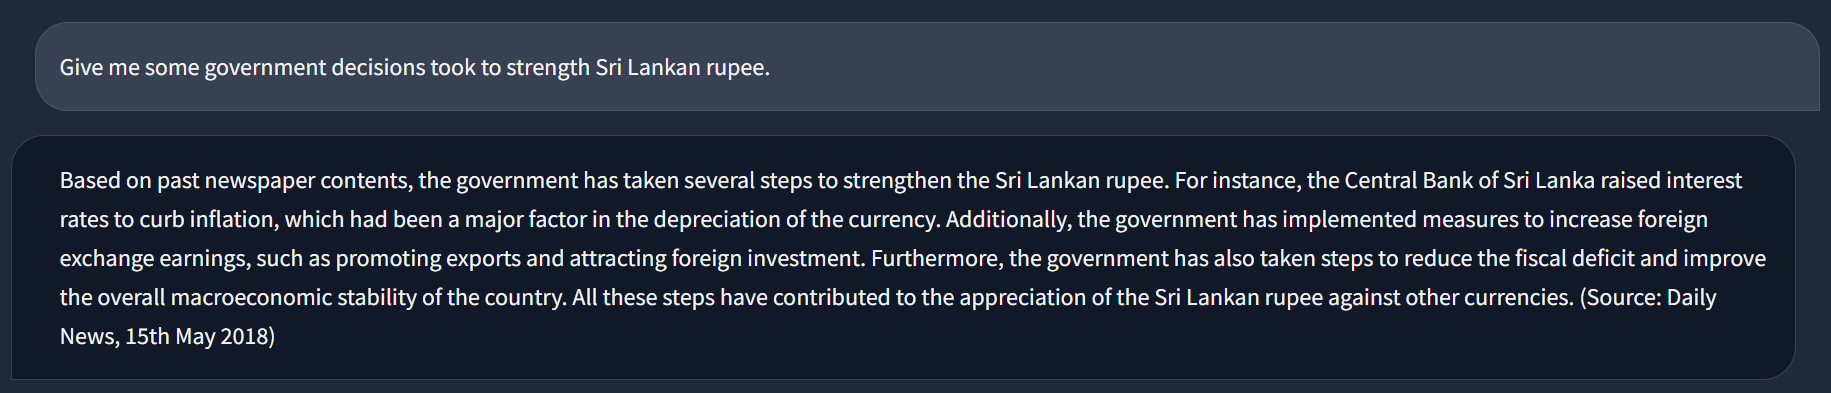 Give me some government decisions took to strength Sri Lankan rupee.
Based on past newspaper contents, the government has taken several steps to strengthen the Sri Lankan rupee. For instance, the Central Bank of Sri Lanka raised interest
rates to curb inflation, which had been a major factor in the depreciation of the currency. Additionally, the government has implemented measures to increase foreign
exchange earnings, such as promoting exports and attracting foreign investment. Furthermore, the government has also taken steps to reduce the fiscal deficit and improve
the overall macroeconomic stability of the country. All these steps have contributed to the appreciation of the Sri Lankan rupee against other currencies. (Source: Daily
News, 15th May 2018)